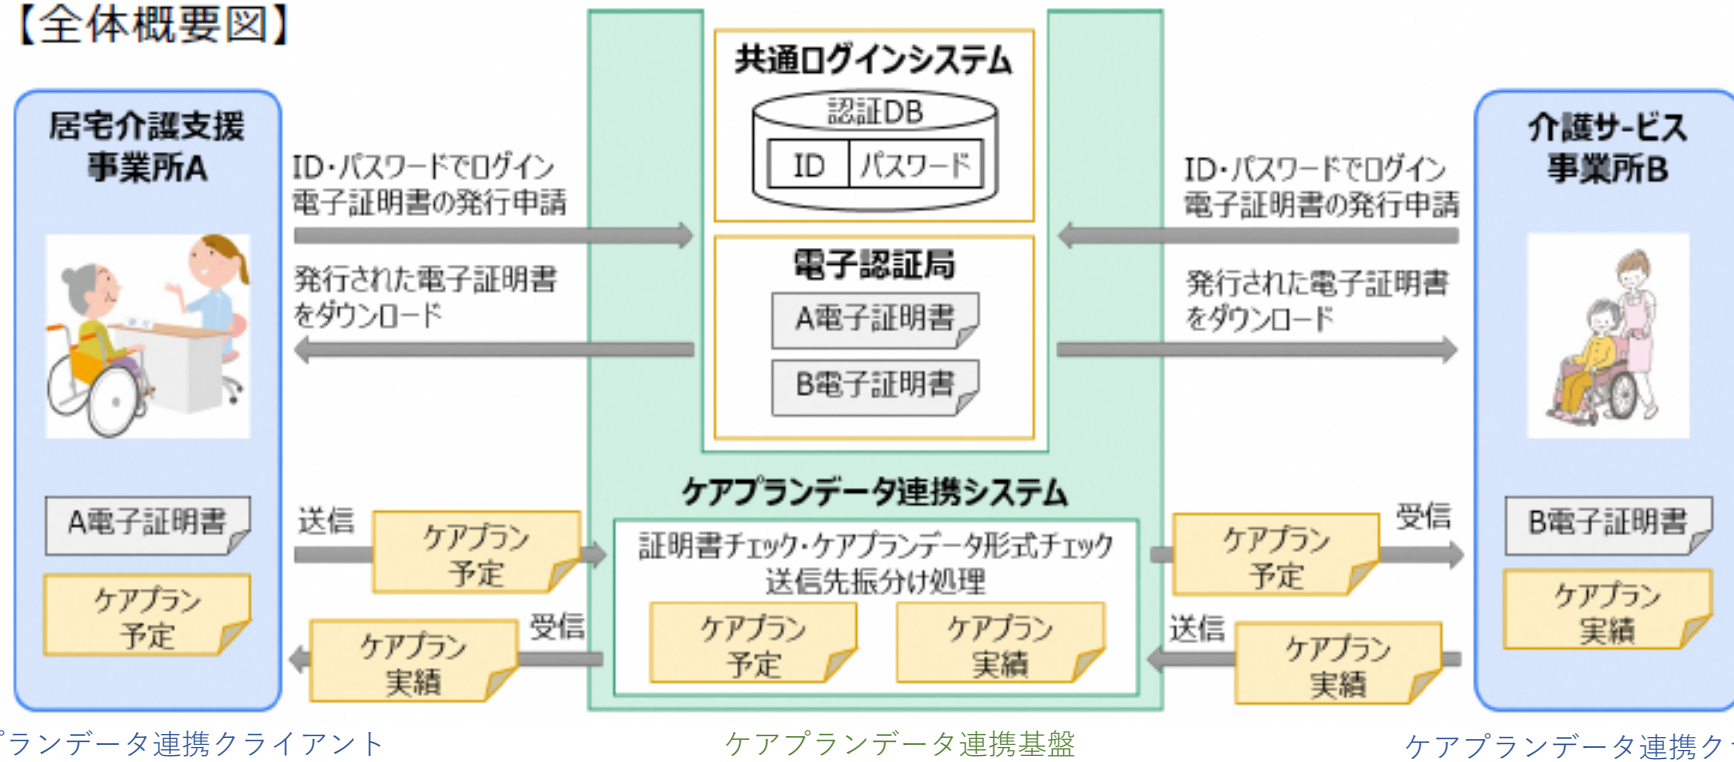 【全体概要図】
居宅介護支援
事業所A
A電子証明書
ケアプラン
予定
ID・パスワードでログイン
電子証明書の発行申請
発行された電子証明書
をダウンロード
送信
ケアプラン
予定
受信
ケアプラン
実績
共通ログインシステム
認証DB
ID
パスワード
電子認証局
A電子証明書
B電子証明書
ケアプランデータ連携システム
証明書チェック・ケアプランデータ形式チェック
送信先振分け処理
ケアプラン
予定
ケアプラン
実績
ID・パスワードでログイン
電子証明書の発行申請
発行された電子証明書
をダウンロード
ケアプラン
予定
受信
送信
ケアプラン
実績
介護サービス
事業所B
B電子証明書
ケアプラン
実績
プランデータ連携クライアント
ケアプランデータ連携基盤
ケアプランデータ連携ク